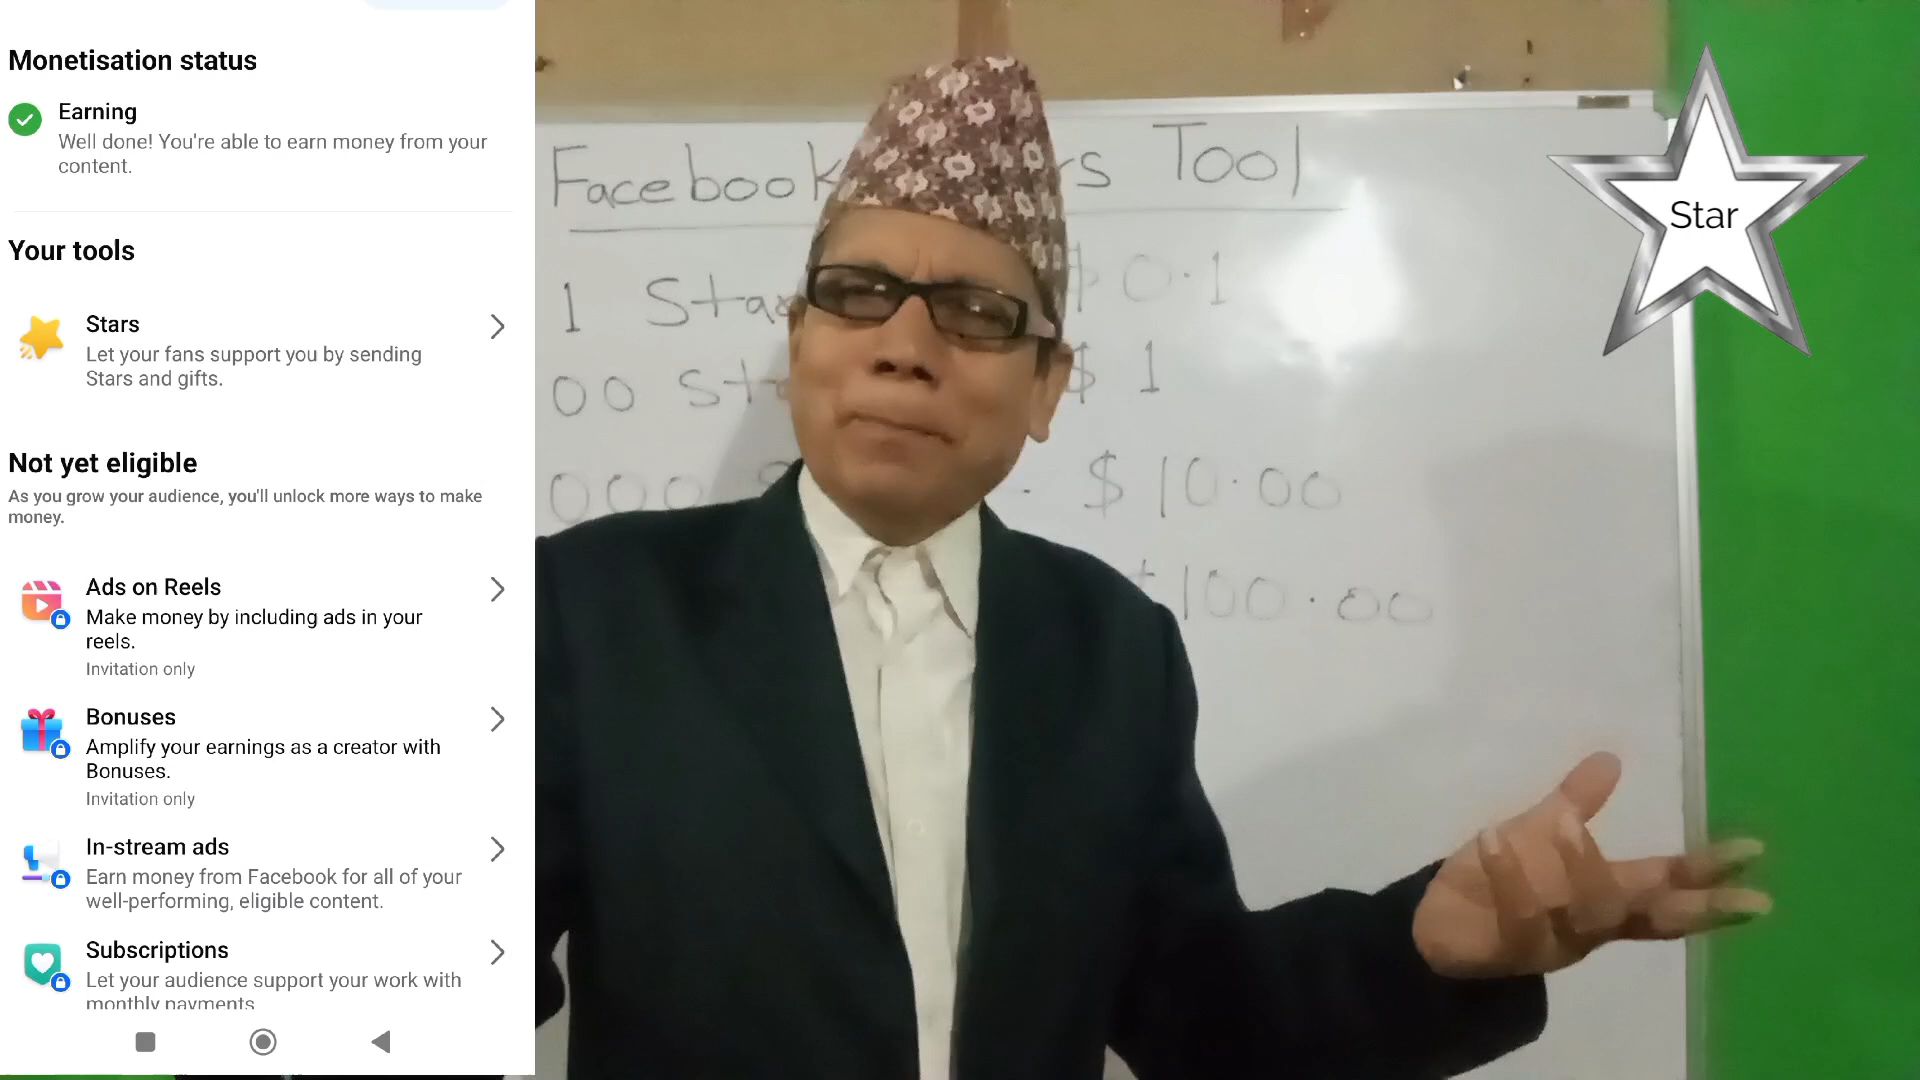 Monetisation status
Earning
Well done! You're able to earn money from your
content.
Your tools
Stars
Let your fans support you by sending
Stars and gifts.
Not yet eligible
As you grow your audience, you'll unlock more ways to make
money.
Ads on Reels
Make money by including ads in your
reels.
Invitation only
Bonuses
Amplify your earnings as a creator with
Bonuses.
Invitation only
In-stream ads
Earn money from Facebook for all of your
well-performing, eligible content.
Subscriptions
Let your audience support your work with
monthly payments
Facebook Tool
1 $ 0.1
$ 1
$ 10.00
100.00
Star